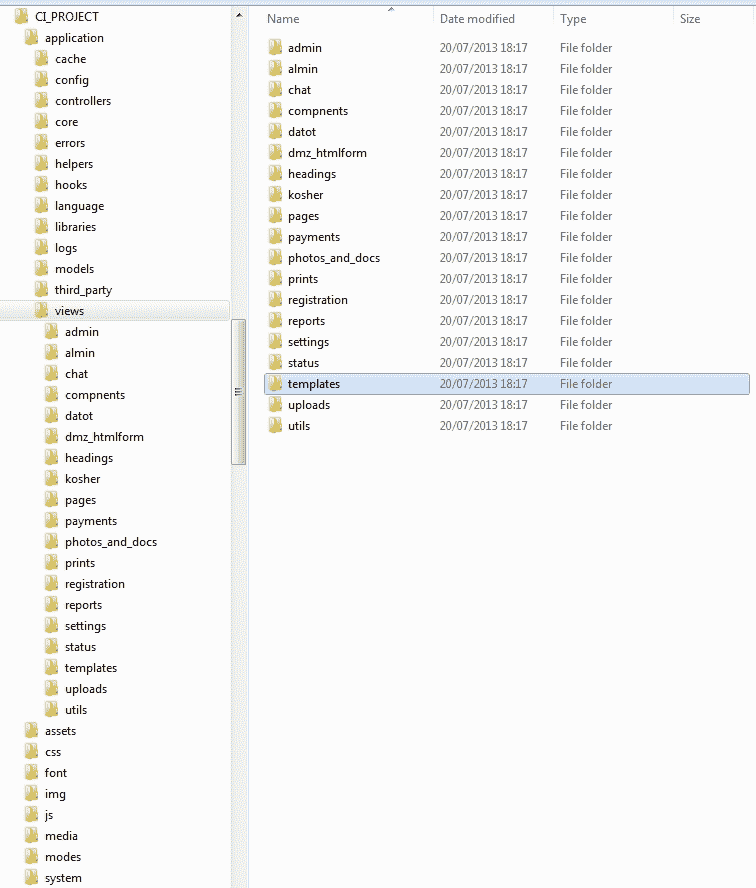 CI_PROJECT
application
cache
config
controllers
core
errors
helpers
hooks
language
libraries
logs
models
third_party
views
admin
almin
chat
compnents
datot
dmz_htmlform
headings
kosher
pages
payments
photos_and_docs
prints
registration
reports
settings
status
templates
uploads
utils
assets
css
font
img
js
media
modes
system
Name Date modified Type Size
admin 20/07/2013 18:17 File folder
almin 20/07/2013 18:17 File folder
chat 20/07/2013 18:17 File folder
compnents 20/07/2013 18:17 File folder
datot 20/07/2013 18:17 File folder
dmz_htmlform 20/07/2013 18:17 File folder
headings 20/07/2013 18:17 File folder
kosher 20/07/2013 18:17 File folder
pages 20/07/2013 18:17 File folder
payments 20/07/2013 18:17 File folder
photos_and_docs 20/07/2013 18:17 File folder
prints 20/07/2013 18:17 File folder
registration 20/07/2013 18:17 File folder
reports 20/07/2013 18:17 File folder
settings 20/07/2013 18:17 File folder
status 20/07/2013 18:17 File folder
templates 20/07/2013 18:17 File folder
uploads 20/07/2013 18:17 File folder
utils 20/07/2013 18:17 File folder